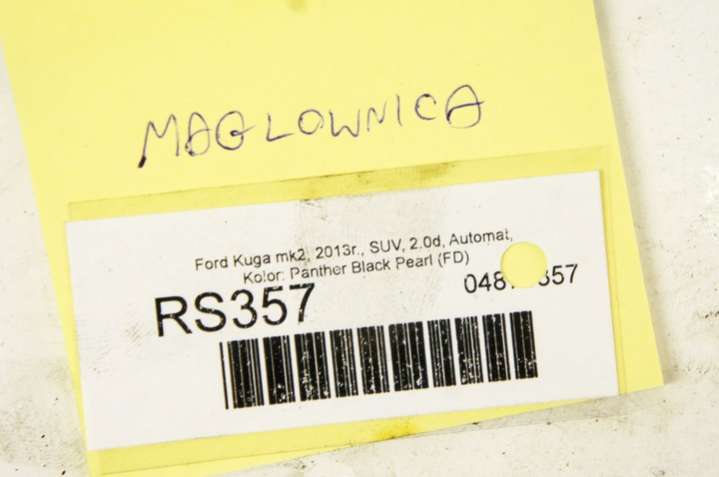 MAGLOWNICA
Ford Kuga mk2, 2013r., SUV, 2.0d, Automat,
Kolor: Panther Black Pearl (FD)
RS357